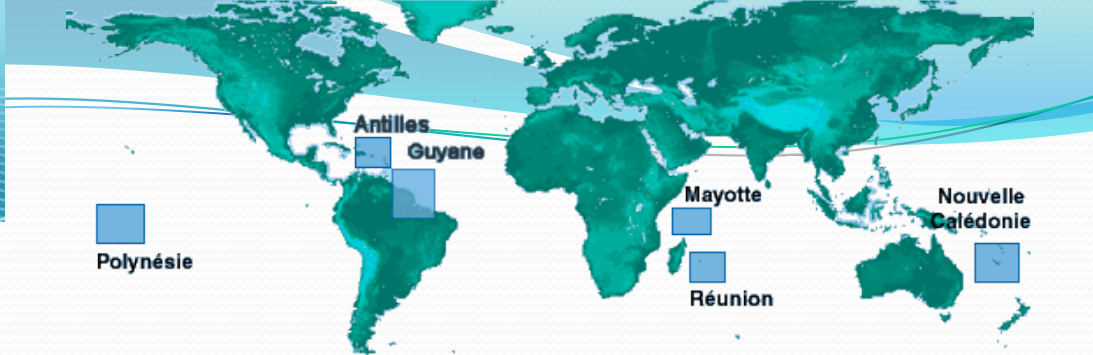 Antilles
Guyane
Mayotte
Nouvelle
Calédonie
Polynésie
Réunion